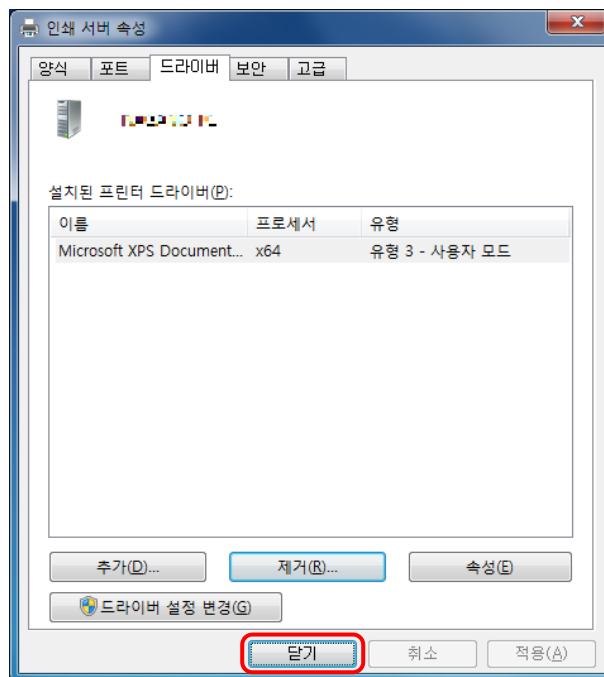 인쇄 서버 속성
양식 포트 드라이버 보안 고급
설치된 프린터 드라이버(P):
이름 프로세서 유형
Microsoft XPS Document... x64 유형 3 - 사용자 모드
추가(D)... 제거(R)... 속성(E)
드라이버 설정 변경(G)
닫기 취소 적용(A)